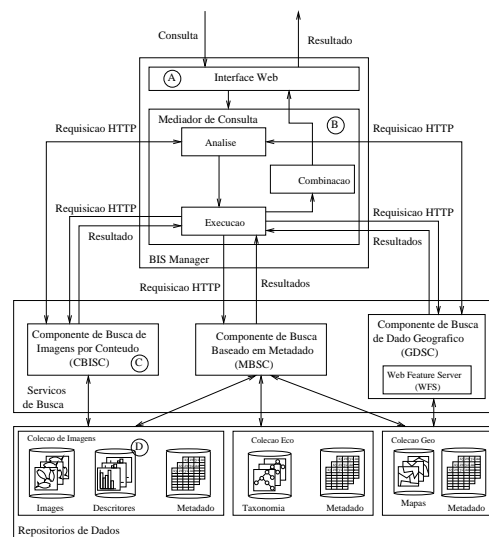 Consulta
Resultado
A
Interface Web
Mediador de Consulta
B
Requisicao HTTP
Analise
Requisicao HTTP
Combinacao
Requisicao HTTP
Execucao
Requisicao HTTP
Resultado
Resultados
BIS Manager
Requisicao HTTP
Resultados
Componente de Busca de
Imagens por Conteudo
(CBISC)
C
Componente de Busca
Baseado em Metadado
(MBSC)
Componente de Busca
de Dado Geografico
(GDSC)
Web Feature Server
(WFS)
Servicos
de Busca
Colecao de Imagens
D
Images
Descritores
Metadado
Colecao Eco
Taxonomia
Metadado
Colecao Geo
Mapas
Metadado
Repositorios de Dados